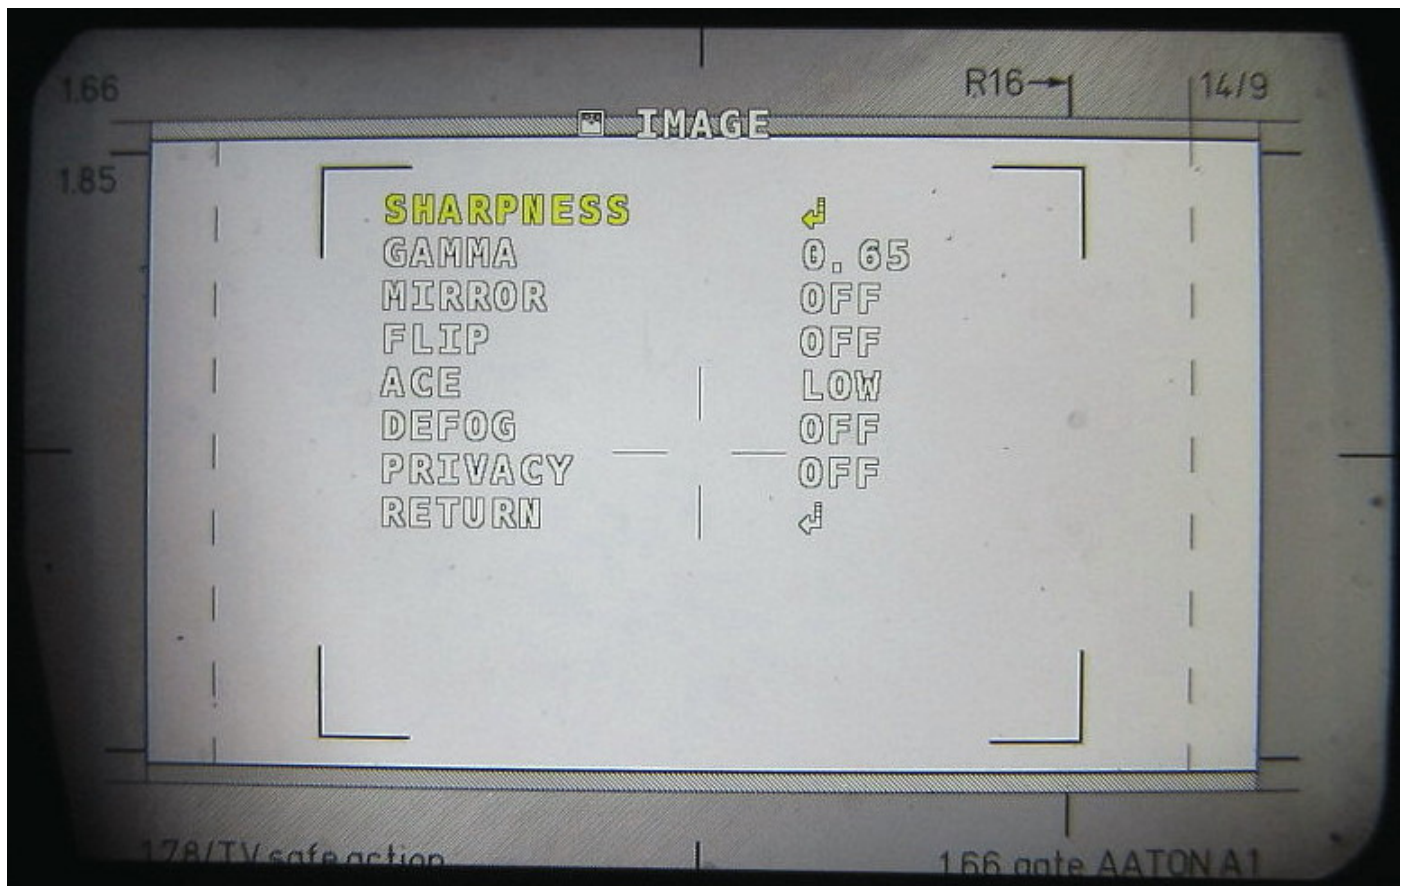 1.66
R16 14/9
IMAGE
1.85
SHARPNESS
GAMMA 0.65
MIRROR OFF
FLIP OFF
ACE LOW
DEFOG OFF
PRIVACY OFF
RETURN
1.78/TV safe action
1.66 gate AATON A1